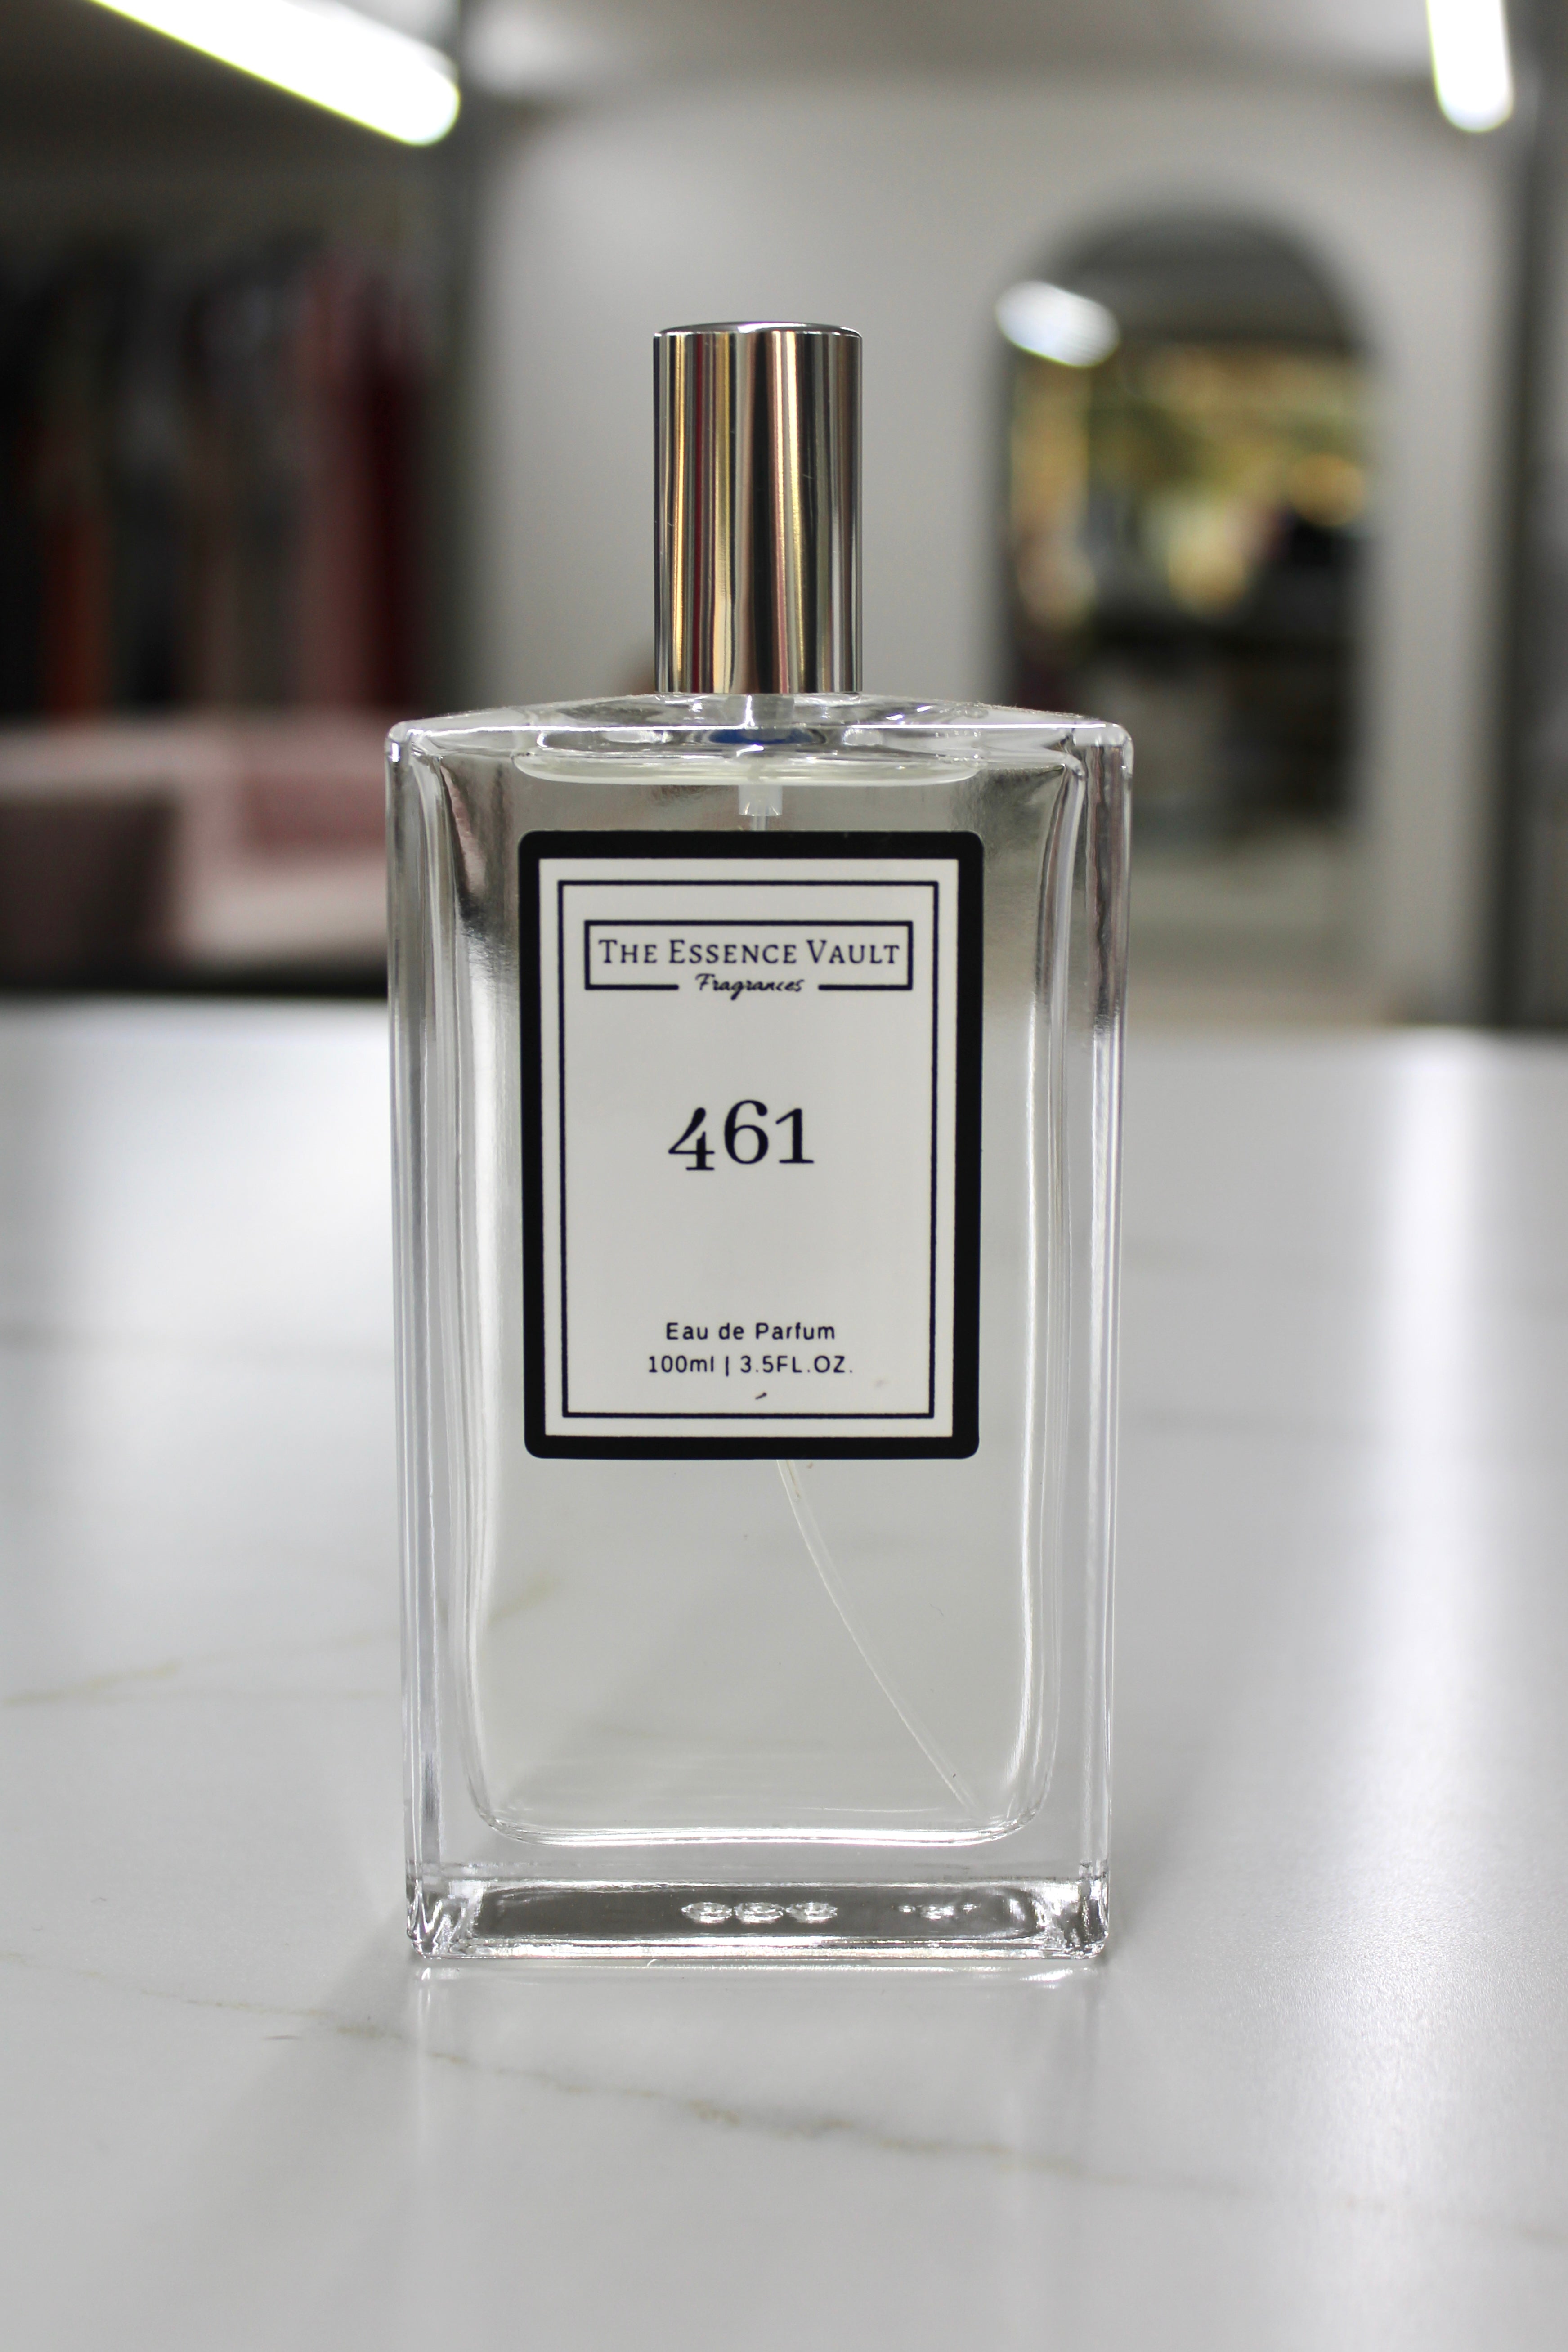 THE ESSENCE VAULT
Fragrances
461
Eau de Parfum
100ml | 3.5FL.OZ.